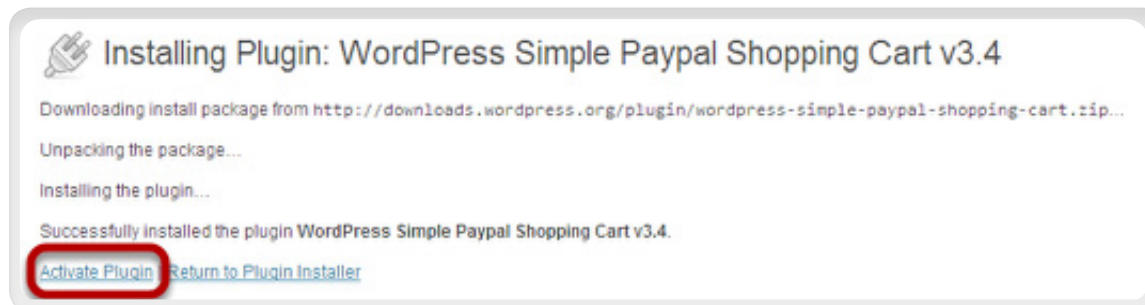 Installing Plugin: WordPress Simple Paypal Shopping Cart v3.4
Downloading install package from http://downloads.wordpress.org/plugin/wordpress-simple-paypal-shopping-cart.zip...
Unpacking the package...
Installing the plugin...
Successfully installed the plugin WordPress Simple Paypal Shopping Cart v3.4.
Activate Plugin | Return to Plugin Installer